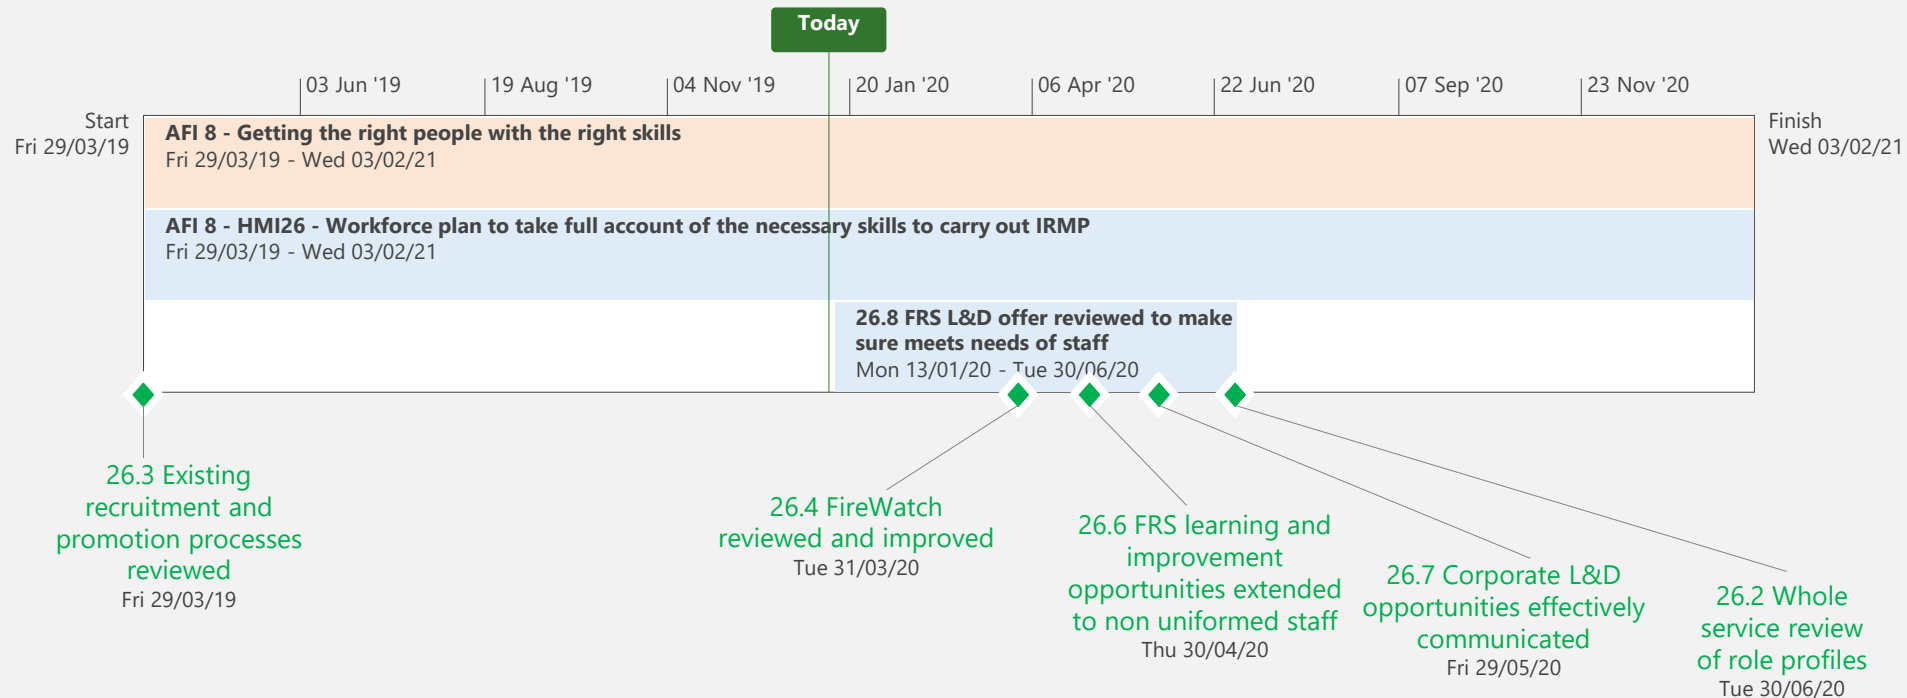 Today
03 Jun '19
19 Aug '19
04 Nov '19
20 Jan '20
06 Apr '20
22 Jun '20
07 Sep '20
23 Nov '20
Start
Fri 29/03/19
Finish
Wed 03/02/21
AFI 8 - Getting the right people with the right skills
Fri 29/03/19 - Wed 03/02/21
AFI 8 - HMI26 - Workforce plan to take full account of the necessary skills to carry out IRMP
Fri 29/03/19 - Wed 03/02/21
26.8 FRS L&D offer reviewed to make
sure meets needs of staff
Mon 13/01/20 - Tue 30/06/20
26.3 Existing
recruitment and
promotion processes
reviewed
Fri 29/03/19
26.4 FireWatch
reviewed and improved
Tue 31/03/20
26.6 FRS learning and
improvement
opportunities extended
to non uniformed staff
Thu 30/04/20
26.7 Corporate L&D
opportunities effectively
communicated
Fri 29/05/20
26.2 Whole
service review
of role profiles
Tue 30/06/20